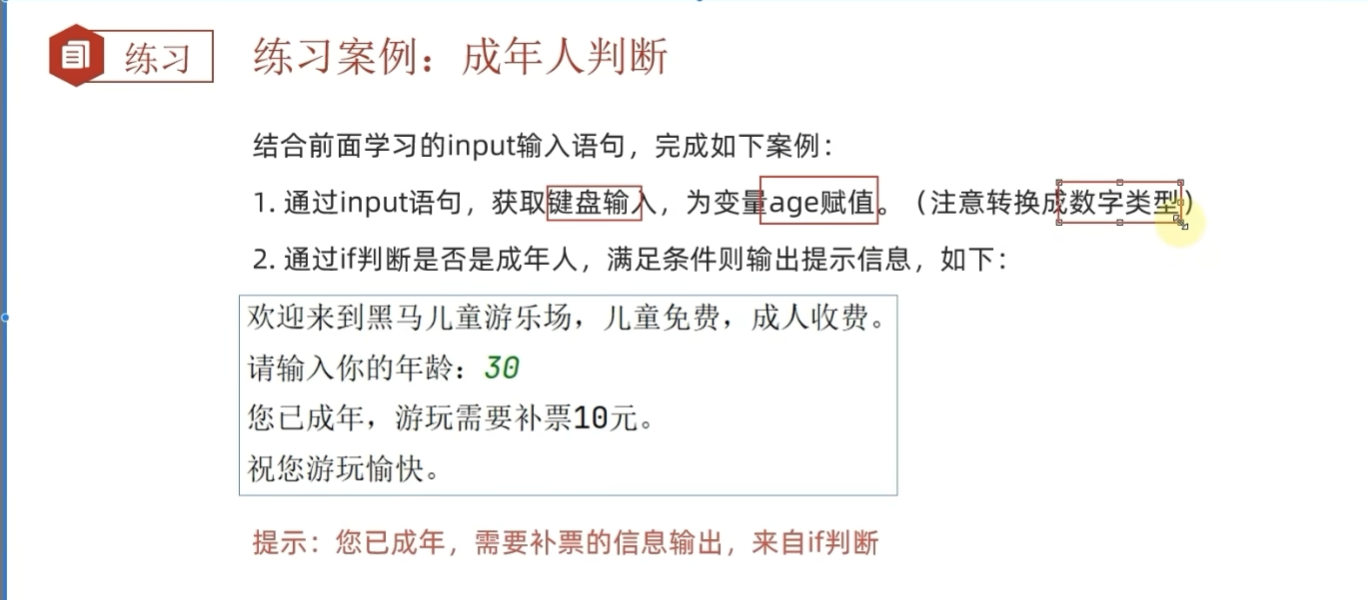 练习
练习案例：成年人判断
结合前面学习的input输入语句，完成如下案例：
1. 通过input语句，获取键盘输入，为变量age赋值。（注意转换成数字类型）
2. 通过if判断是否是成年人，满足条件则输出提示信息，如下：
欢迎来到黑马儿童游乐场，儿童免费，成人收费。
请输入你的年龄：30
您已成年，游玩需要补票10元。
祝您游玩愉快。
提示：您已成年，需要补票的信息输出，来自if判断